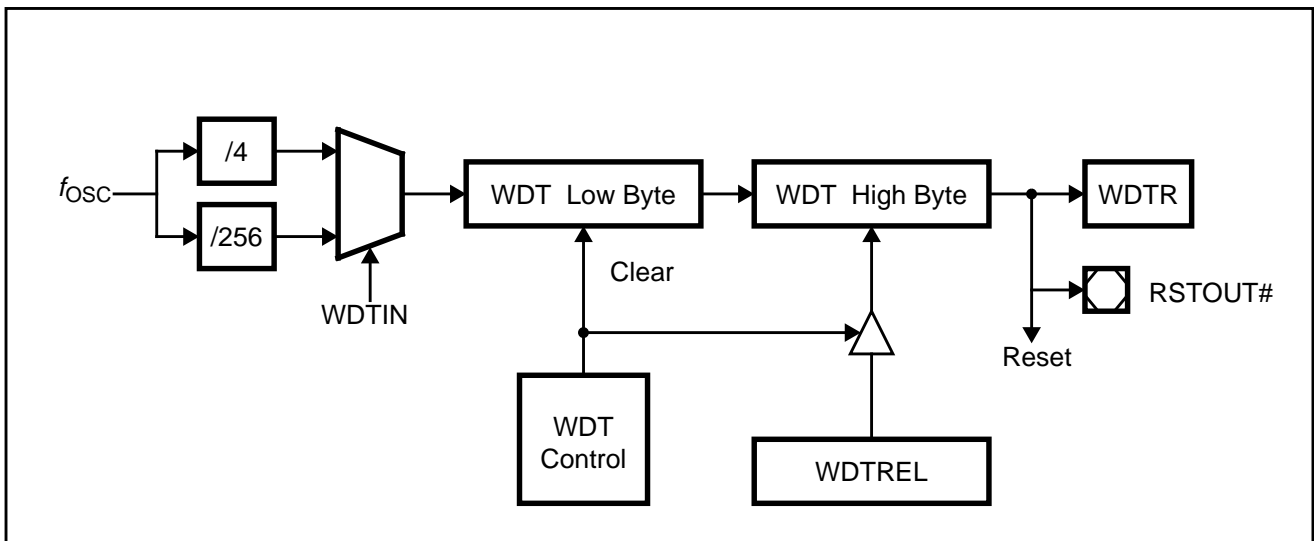 /4
fOSC
/256
WDTIN
WDT Low Byte
WDT High Byte
WDTR
Clear
RSTOUT#
Reset
WDT
Control
WDTREL